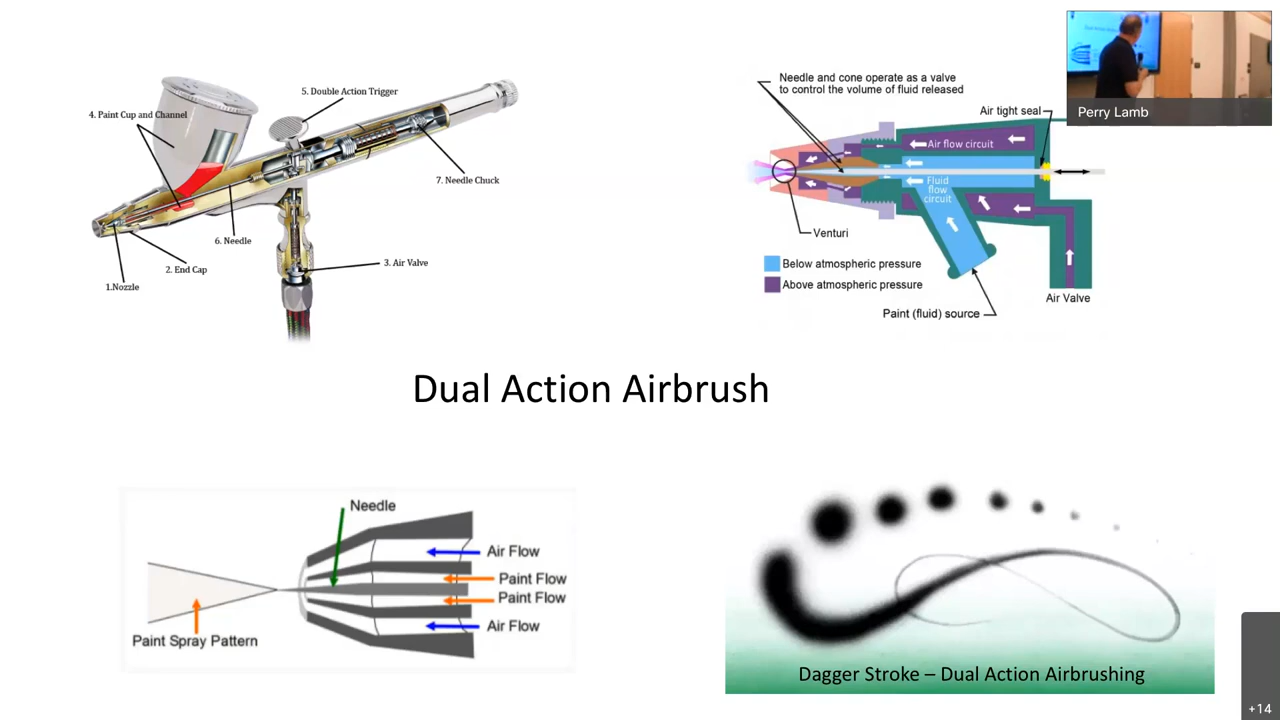 4. Paint Cup and Channel
5. Double Action Trigger
7. Needle Chuck
6. Needle
2. End Cap
3. Air Valve
1.Nozzle
Needle and cone operate as a valve
to control the volume of fluid released
Air tight seal
Air flow circuit
Fluid
flow
circuit
Venturi
Below atmospheric pressure
Above atmospheric pressure
Air Valve
Paint (fluid) source
Perry Lamb
Dual Action Airbrush
Needle
Air Flow
Paint Flow
Paint Flow
Air Flow
Paint Spray Pattern
Dagger Stroke – Dual Action Airbrushing
+14